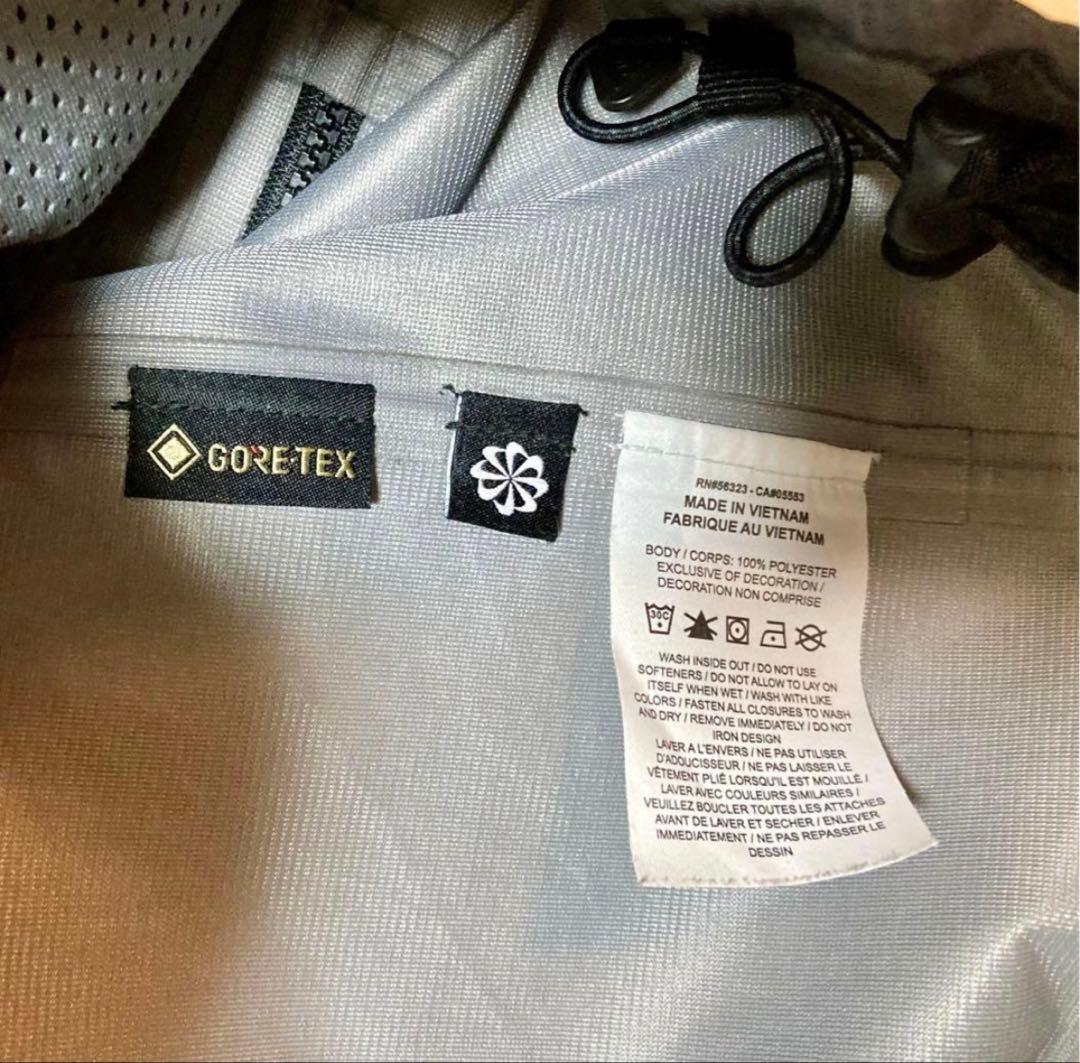 GORE-TEX
RN#56323 - CA#05553
MADE IN VIETNAM
FABRIQUE AU VIETNAM
BODY / CORPS: 100% POLYESTER
EXCLUSIVE OF DECORATION /
DECORATION NON COMPRISE
30C
WASH INSIDE OUT / DO NOT USE
SOFTENERS / DO NOT ALLOW TO LAY ON
ITSELF WHEN WET / WASH WITH LIKE
COLORS / FASTEN ALL CLOSURES TO WASH
AND DRY / REMOVE IMMEDIATELY / DO NOT
IRON DESIGN
LAVER A L'ENVERS / NE PAS UTILISER
D'ADOUCISSEUR / NE PAS LAISSER LE
VÊTEMENT PLIÉ LORSQU'IL EST MOUILLÉ /
LAVER AVEC COULEURS SIMILAIRES /
VEUILLEZ BOUCLER TOUTES LES ATTACHES
AVANT DE LAVER ET SECHER / ENLEVER
IMMEDIATEMENT / NE PAS REPASSER LE
DESSIN